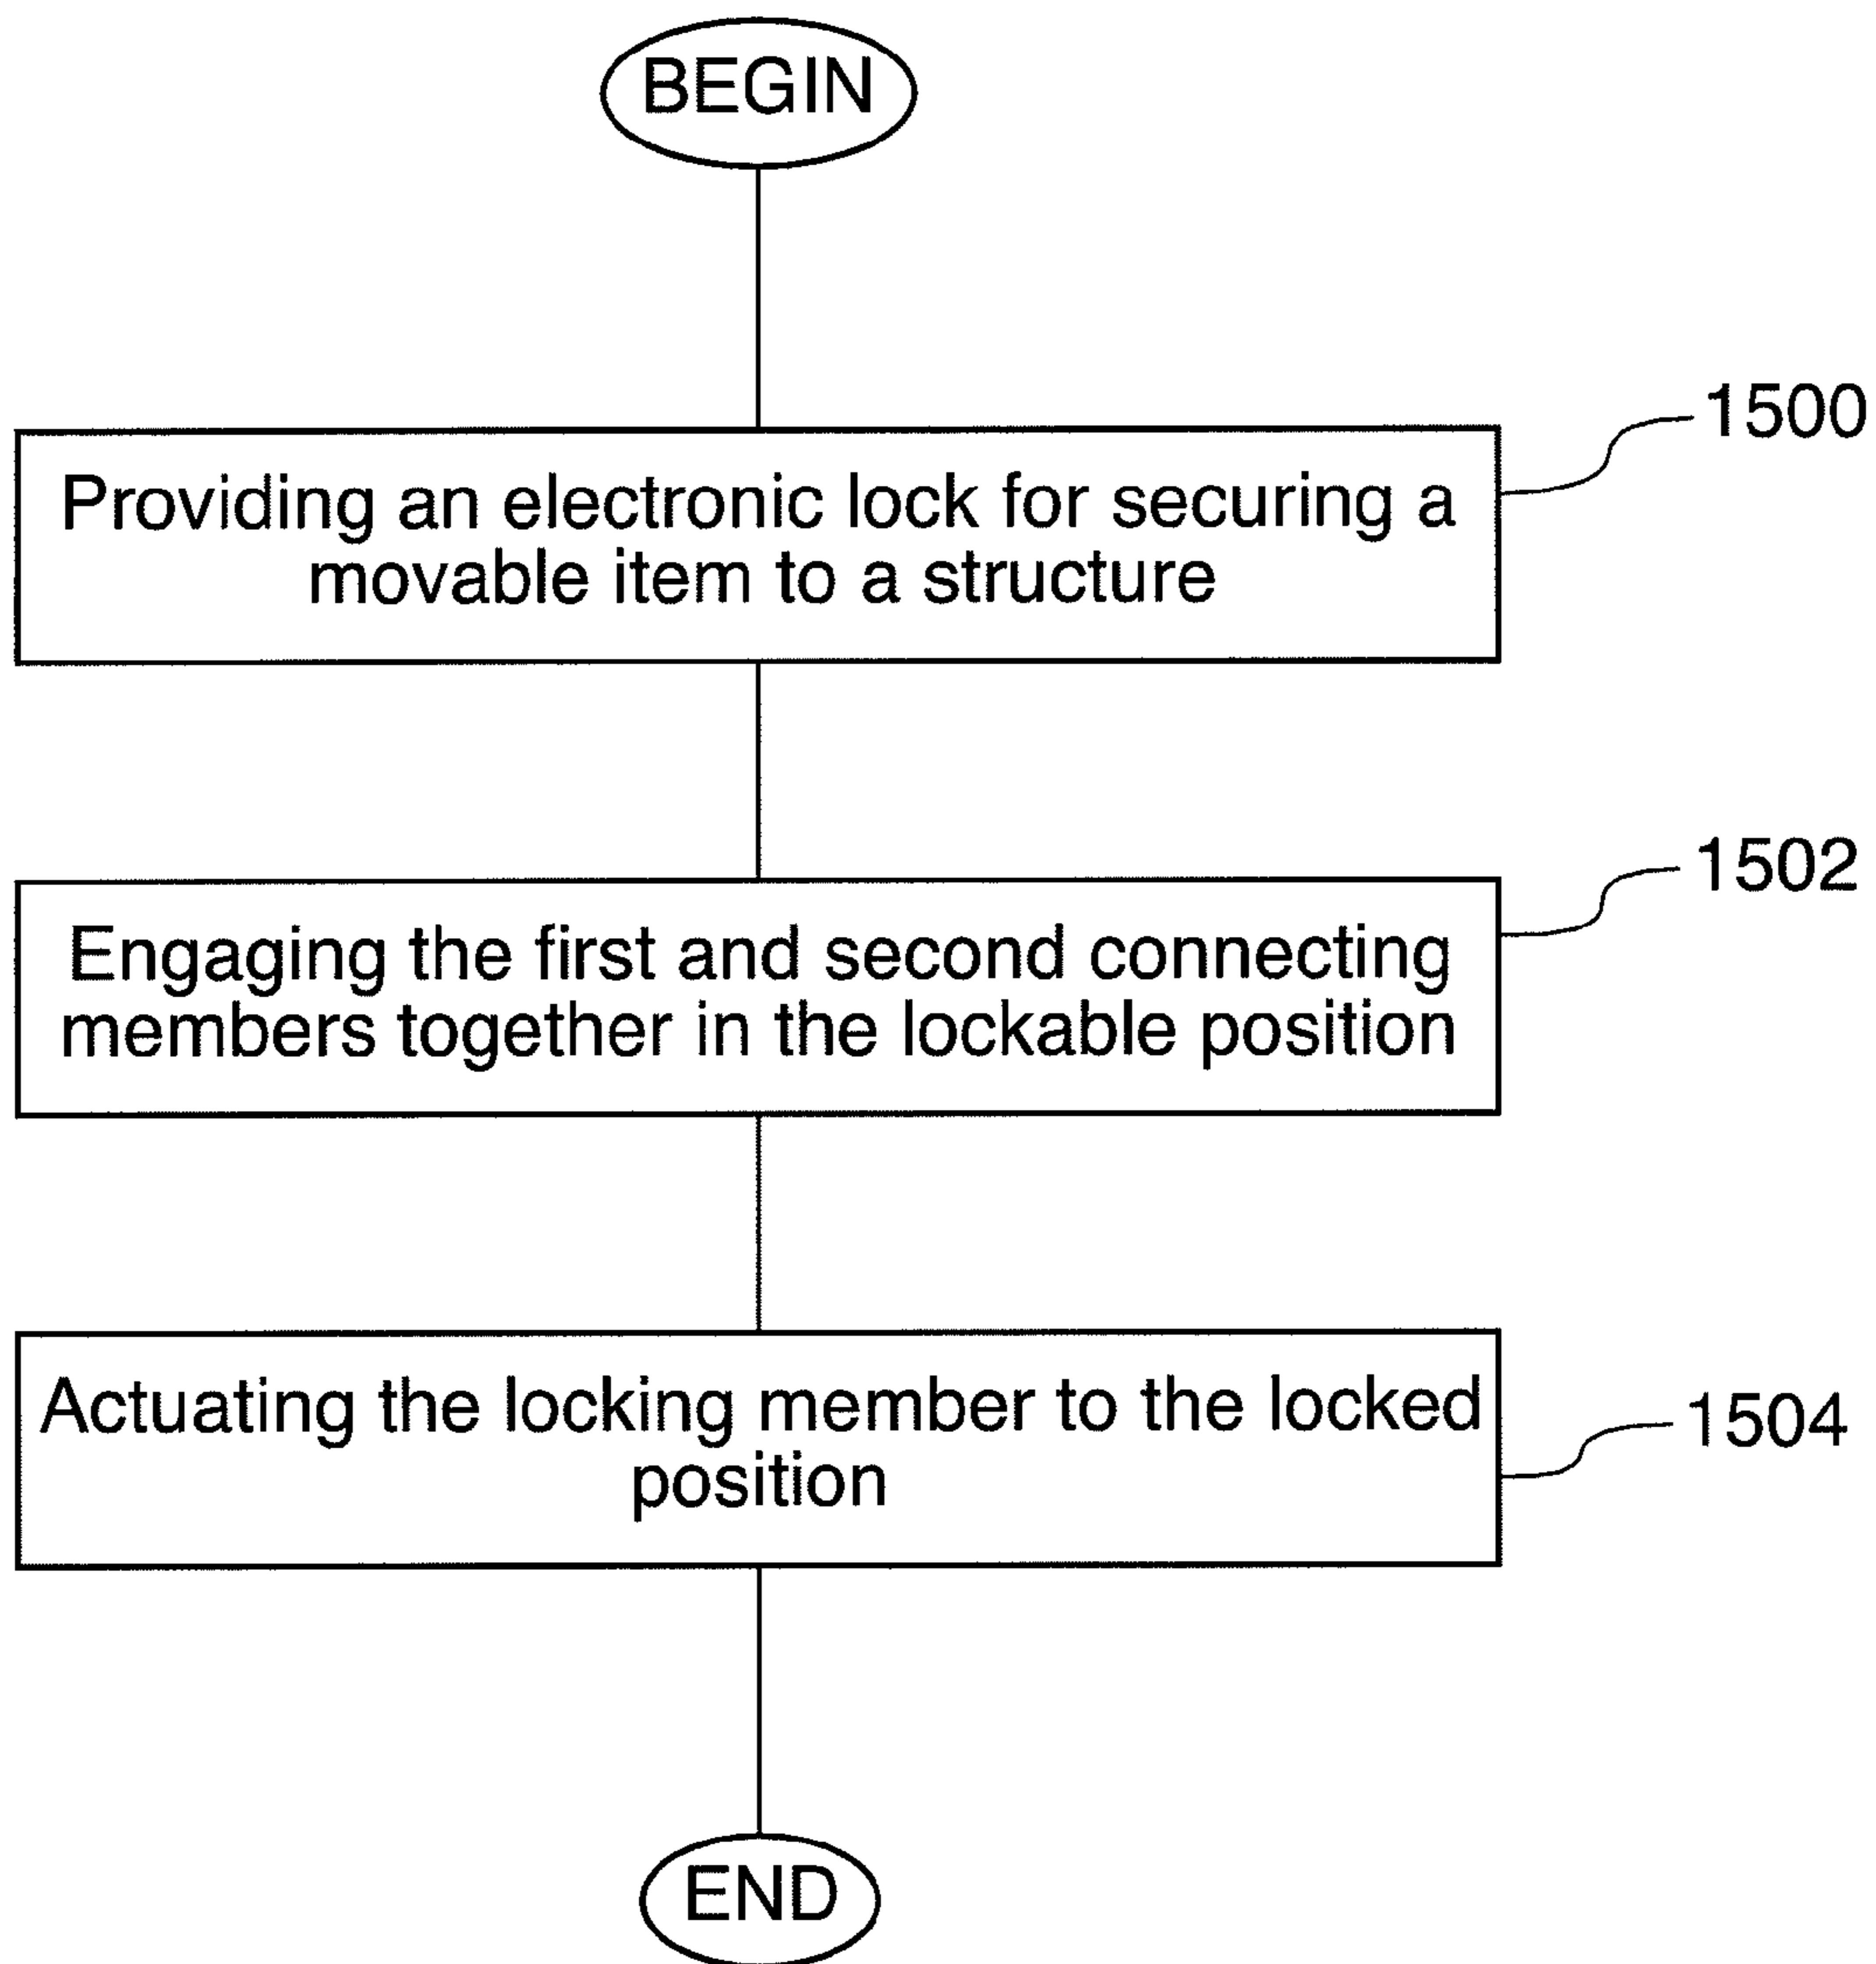 BEGIN
1500
Providing an electronic lock for securing a
movable item to a structure
1502
Engaging the first and second connecting
members together in the lockable position
Actuating the locking member to the locked
position
1504
END